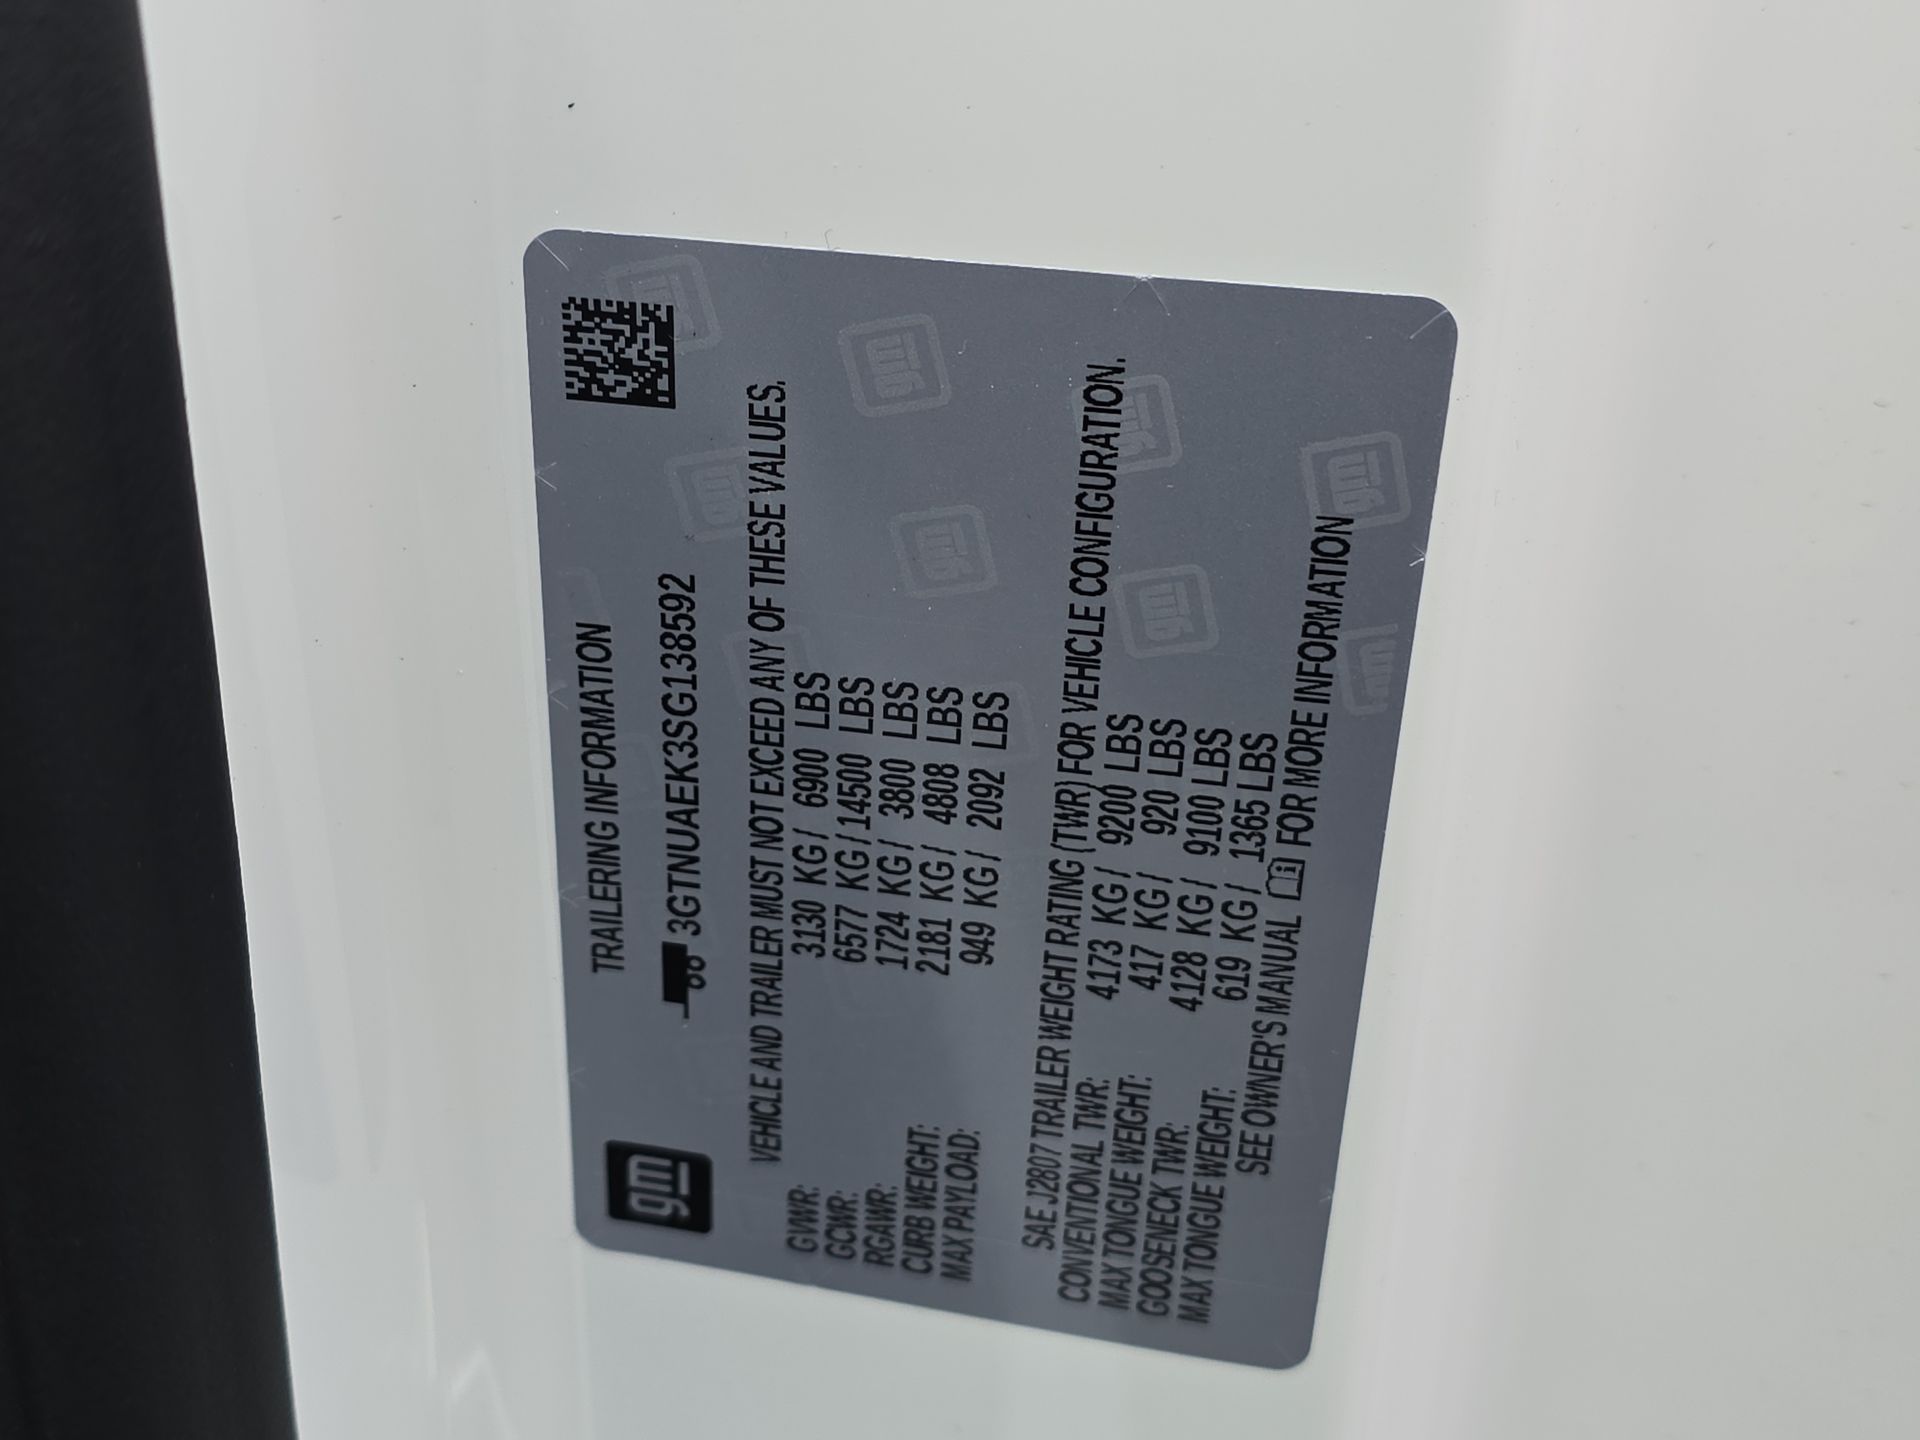 gm
TRAILERING INFORMATION
3GTNUAEK3SG138592
VEHICLE AND TRAILER MUST NOT EXCEED ANY OF THESE VALUES.
GVWR: 3130 KG / 6900 LBS
GCWR: 6577 KG / 14500 LBS
RGAWR: 1724 KG / 3800 LBS
CURB WEIGHT: 2181 KG / 4808 LBS
MAX PAYLOAD: 949 KG / 2092 LBS
SAE J2807 TRAILER WEIGHT RATING (TWR) FOR VEHICLE CONFIGURATION.
CONVENTIONAL TWR: 4173 KG / 9200 LBS
MAX TONGUE WEIGHT: 417 KG / 920 LBS
GOOSENECK TWR: 4128 KG / 9100 LBS
MAX TONGUE WEIGHT: 619 KG / 1365 LBS
SEE OWNER'S MANUAL FOR MORE INFORMATION